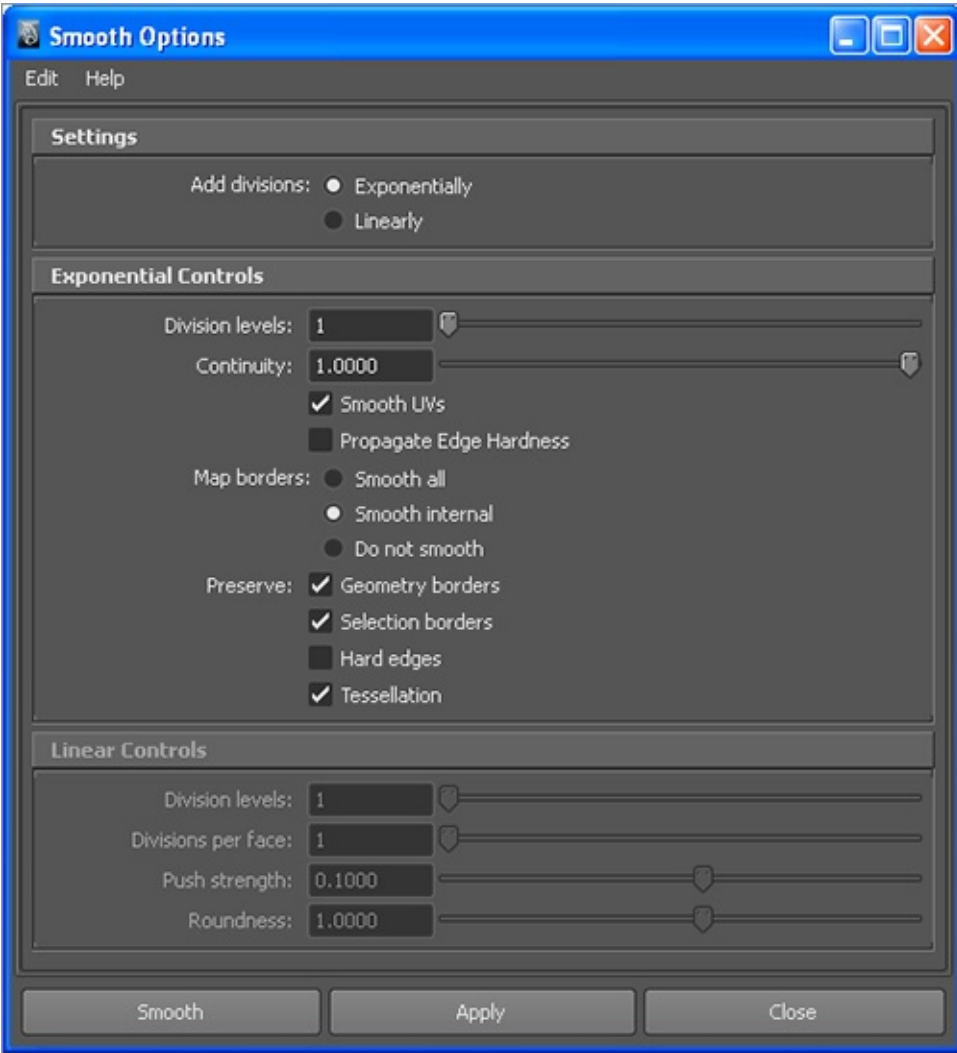 Smooth Options
Edit Help
Settings
Add divisions: Exponentially
Linearly
Exponential Controls
Division levels: 1
Continuity: 1.0000
Smooth UVs
Propagate Edge Hardness
Map borders: Smooth all
Smooth internal
Do not smooth
Preserve: Geometry borders
Selection borders
Hard edges
Tessellation
Linear Controls
Division levels: 1
Divisions per face: 1
Push strength: 0.1000
Roundness: 1.0000
Smooth Apply Close